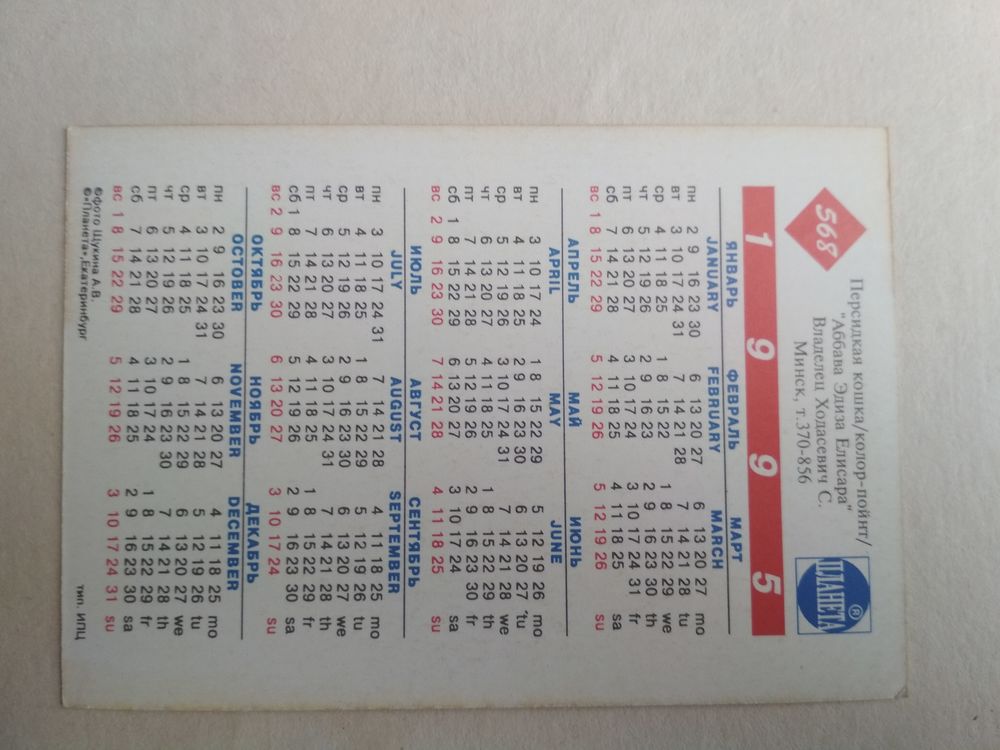 568
Персидкая кошка/колор-пойнт/
"Аббава Элиза Елисара"
Владелец Ходасевич С.
Минск, т.370-856
ПЛАНЕТА ®
1 9 9 5
ЯНВАРЬ ФЕВРАЛЬ МАРТ
JANUARY FEBRUARY MARCH
пн 2 9 16 23 30 6 13 20 27 6 13 20 27 mo
вт 3 10 17 24 31 7 14 21 28 7 14 21 28 tu
ср 4 11 18 25 1 8 15 22 1 8 15 22 29 we
чт 5 12 19 26 2 9 16 23 2 9 16 23 30 th
пт 6 13 20 27 3 10 17 24 3 10 17 24 31 fr
сб 7 14 21 28 4 11 18 25 4 11 18 25 sa
вс 1 8 15 22 29 5 12 19 26 5 12 19 26 su
АПРЕЛЬ МАЙ ИЮНЬ
APRIL MAY JUNE
пн 3 10 17 24 1 8 15 22 29 5 12 19 26 mo
вт 4 11 18 25 2 9 16 23 30 6 13 20 27 tu
ср 5 12 19 26 3 10 17 24 31 7 14 21 28 we
чт 6 13 20 27 4 11 18 25 1 8 15 22 29 th
пт 7 14 21 28 5 12 19 26 2 9 16 23 30 fr
сб 1 8 15 22 29 6 13 20 27 3 10 17 24 sa
вс 2 9 16 23 30 7 14 21 28 4 11 18 25 su
ИЮЛЬ АВГУСТ СЕНТЯБРЬ
JULY AUGUST SEPTEMBER
пн 3 10 17 24 31 7 14 21 28 4 11 18 25 mo
вт 4 11 18 25 1 8 15 22 29 5 12 19 26 tu
ср 5 12 19 26 2 9 16 23 30 6 13 20 27 we
чт 6 13 20 27 3 10 17 24 31 7 14 21 28 th
пт 7 14 21 28 4 11 18 25 1 8 15 22 29 fr
сб 1 8 15 22 29 5 12 19 26 2 9 16 23 30 sa
вс 2 9 16 23 30 6 13 20 27 3 10 17 24 su
ОКТЯБРЬ НОЯБРЬ ДЕКАБРЬ
OCTOBER NOVEMBER DECEMBER
пн 2 9 16 23 30 6 13 20 27 4 11 18 25 mo
вт 3 10 17 24 31 7 14 21 28 5 12 19 26 tu
ср 4 11 18 25 1 8 15 22 29 6 13 20 27 we
чт 5 12 19 26 2 9 16 23 30 7 14 21 28 th
пт 6 13 20 27 3 10 17 24 1 8 15 22 29 fr
сб 7 14 21 28 4 11 18 25 2 9 16 23 30 sa
вс 1 8 15 22 29 5 12 19 26 3 10 17 24 31 su
©Фото Щукина А.В.
©«Планета», Екатеринбург
тип. ИПЦ